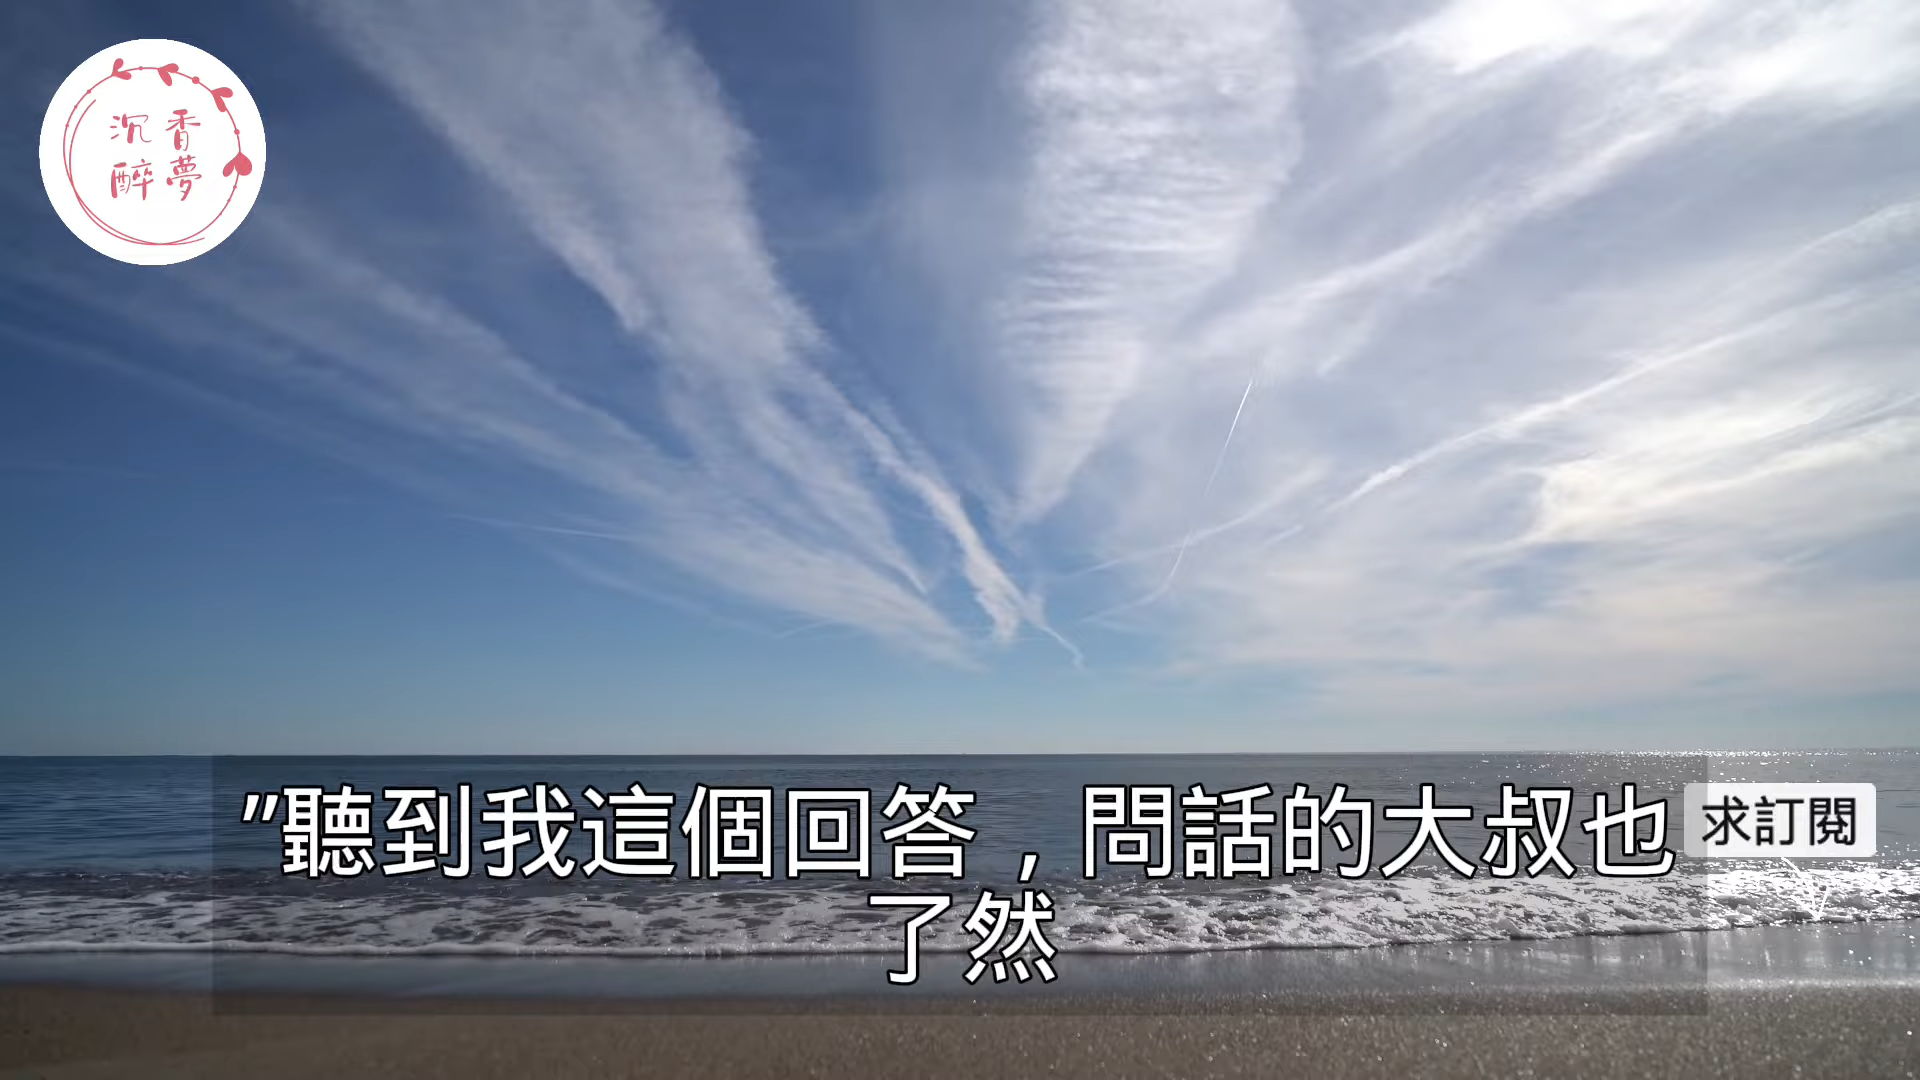 沉香
醉夢
"聽到我這個回答，問話的大叔也
了然
求訂閱